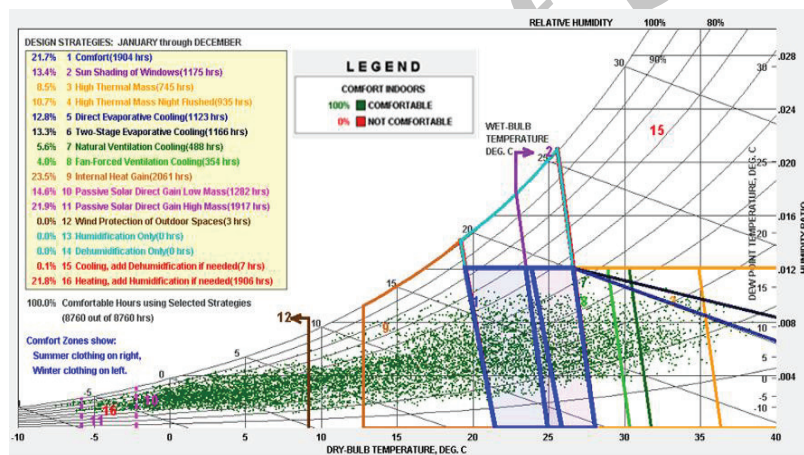 RELATIVE HUMIDITY 100% 80%
DESIGN STRATEGIES: JANUARY through DECEMBER
21.7% 1 Comfort(1904 hrs)
13.4% 2 Sun Shading of Windows(1175 hrs)
8.5% 3 High Thermal Mass(745 hrs)
10.7% 4 High Thermal Mass Night Flushed(935 hrs)
12.8% 5 Direct Evaporative Cooling(1123 hrs)
13.3% 6 Two-Stage Evaporative Cooling(1166 hrs)
5.6% 7 Natural Ventilation Cooling(488 hrs)
4.0% 8 Fan-Forced Ventilation Cooling(354 hrs)
23.5% 9 Internal Heat Gain(2061 hrs)
14.6% 10 Passive Solar Direct Gain Low Mass(1282 hrs)
21.9% 11 Passive Solar Direct Gain High Mass(1917 hrs)
0.0% 12 Wind Protection of Outdoor Spaces(3 hrs)
0.0% 13 Humidification Only(0 hrs)
0.0% 14 Dehumidification Only(0 hrs)
0.1% 15 Cooling, add Dehumidification if needed(7 hrs)
21.8% 16 Heating, add Humidification if needed(1906 hrs)
100.0% Comfortable Hours using Selected Strategies
(8760 out of 8760 hrs)
Comfort Zones show:
Summer clothing on right,
Winter clothing on left.
LEGEND
COMFORT INDOORS
100% COMFORTABLE
0% NOT COMFORTABLE
WET-BULB
TEMPERATURE
DEG. C
90%
30
30
25
25
20
20
15
15
10
10
5
5
0
0
-5
-5
-10
2
15
7
8
9
12
16
10
11
DEW POINT TEMPERATURE, DEG. C
HUMIDITY RATIO
.028
.024
.020
.016
.012
.008
.004
-10 -5 0 5 10 15 20 25 30 35 40
DRY-BULB TEMPERATURE, DEG. C